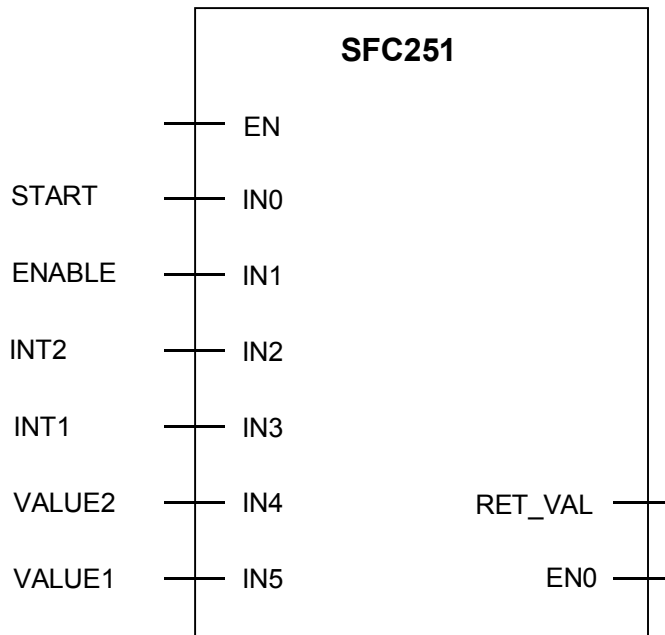 SFC251
EN
START IN0
ENABLE IN1
INT2 IN2
INT1 IN3
VALUE2 IN4 RET_VAL
VALUE1 IN5 EN0